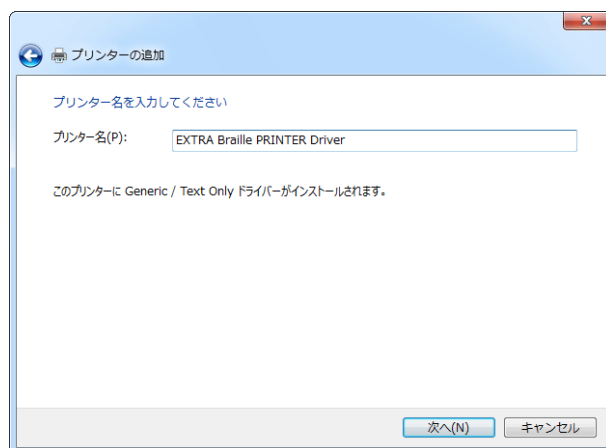 プリンターの追加
プリンター名を入力してください
プリンター名(P): EXTRA Braille PRINTER Driver
このプリンターに Generic / Text Only ドライバーがインストールされます。
次へ(N) キャンセル